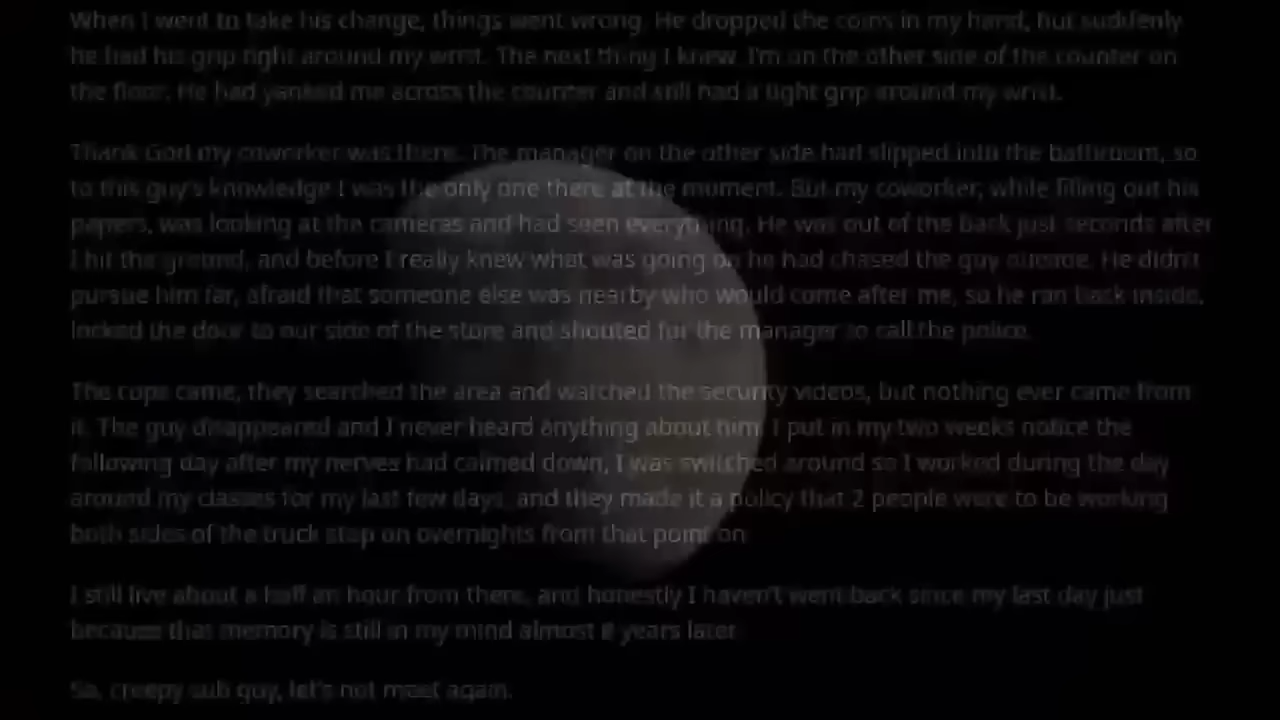 When I went to take his change, things went wrong. He dropped the coins in my hand, but suddenly
he had his grip tight around my wrist. The next thing I knew I'm on the other side of the counter on
the floor. He had yanked me across the counter and still had a tight grip around my wrist.
Thank God my coworker was there. The manager on the other side had slipped into the bathroom, so
to this guy's knowledge I was the only one there at the moment. But my coworker, while filling out his
papers, was looking at the cameras and had seen everything. He was out of the back just seconds after
I hit the ground, and before I really knew what was going on he had chased the guy outside. He didn't
pursue him far, afraid that someone else was nearby who would come after me, so he ran back inside,
locked the door to our side of the store and shouted for the manager to call the police.
The cops came, they searched the area and watched the security videos, but nothing ever came from
it. The guy disappeared and I never heard anything about him. I put in my two weeks notice the
following day after my nerves had calmed down, I was switched around so I worked during the day
around my classes for my last few days, and they made it a policy that 2 people were to be working
both sides of the truck stop on overnights from that point on.
I still live about a half an hour from there, and honestly I haven't went back since my last day just
because that memory is still in my mind almost 8 years later.
So, creepy sub guy, let's not meet again.